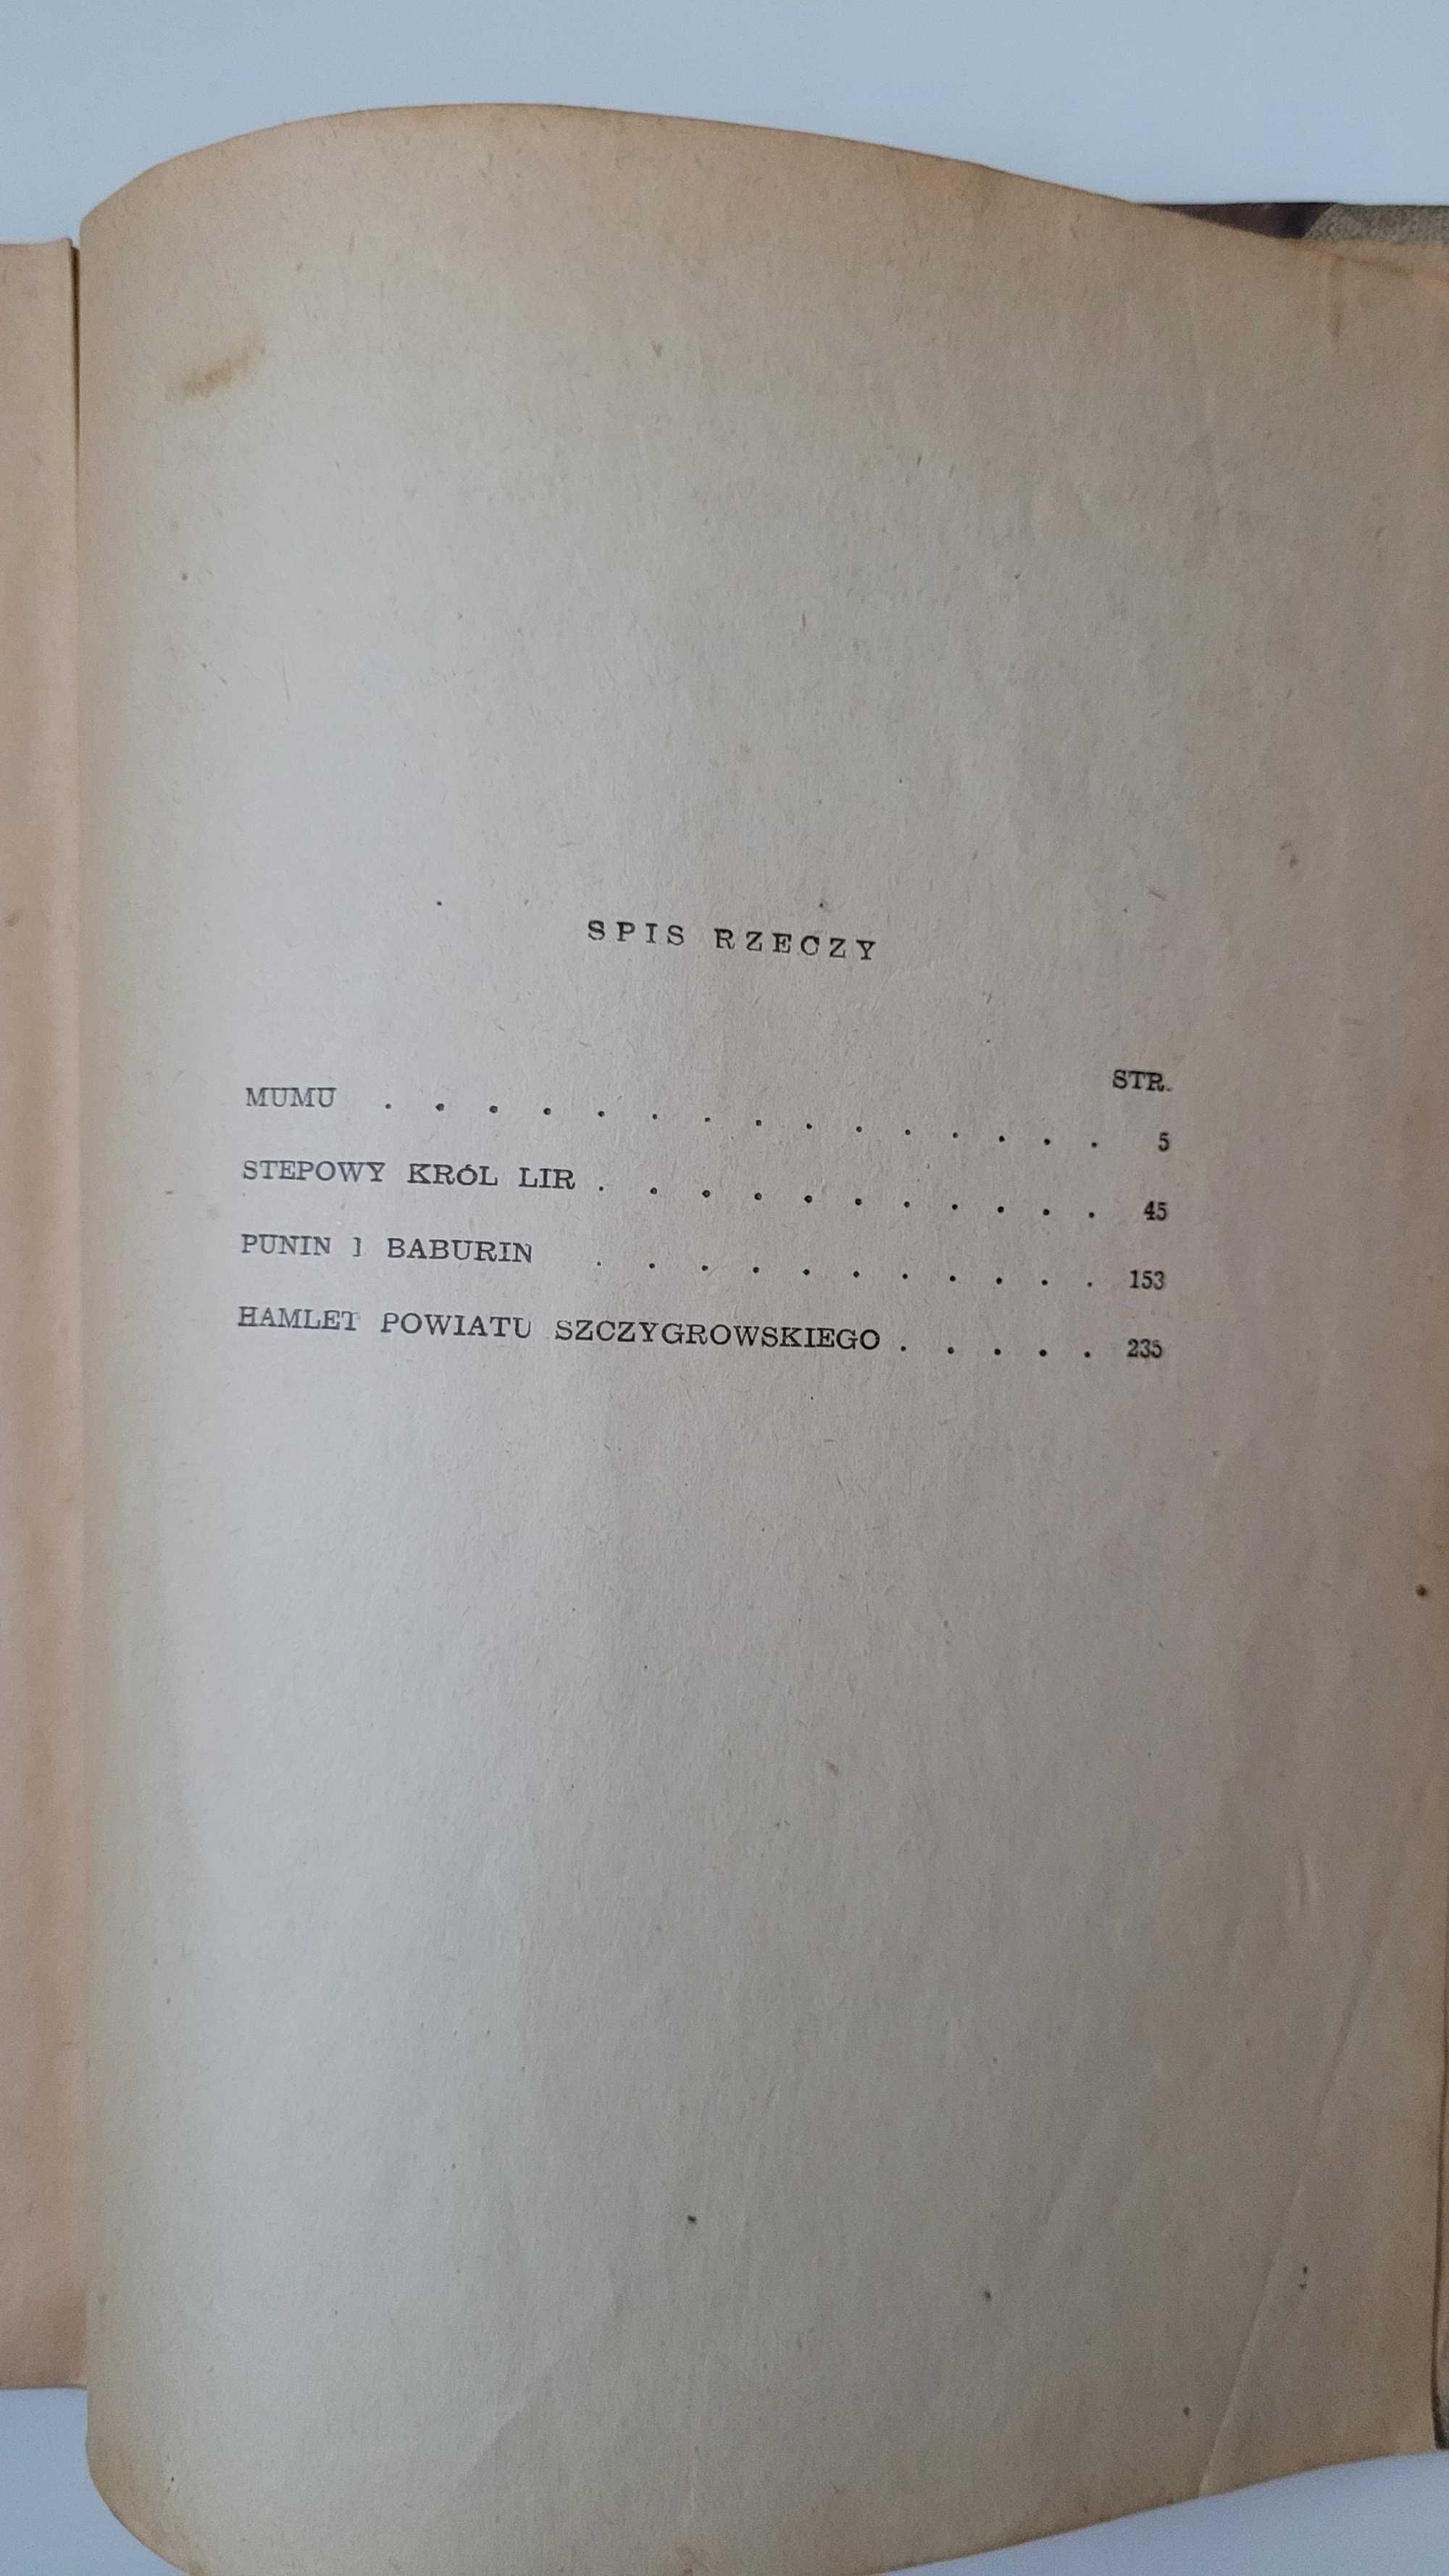 SPIS RZECZY
STR.
MUMU . . . . . . . . . . . . . . 5
STEPOWY KRÓL LIR . . . . . . . . . . . 45
PUNIN I BABURIN . . . . . . . . . . . 153
HAMLET POWIATU SZCZYGROWSKIEGO . . . . . 235